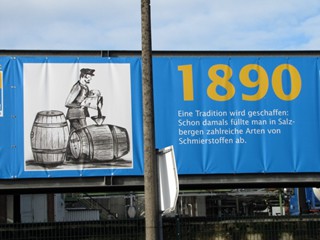 1890
Eine Tradition wird geschaffen:
Schon damals füllte man in Salz-
bergen zahlreiche Arten von
Schmierstoffen ab.